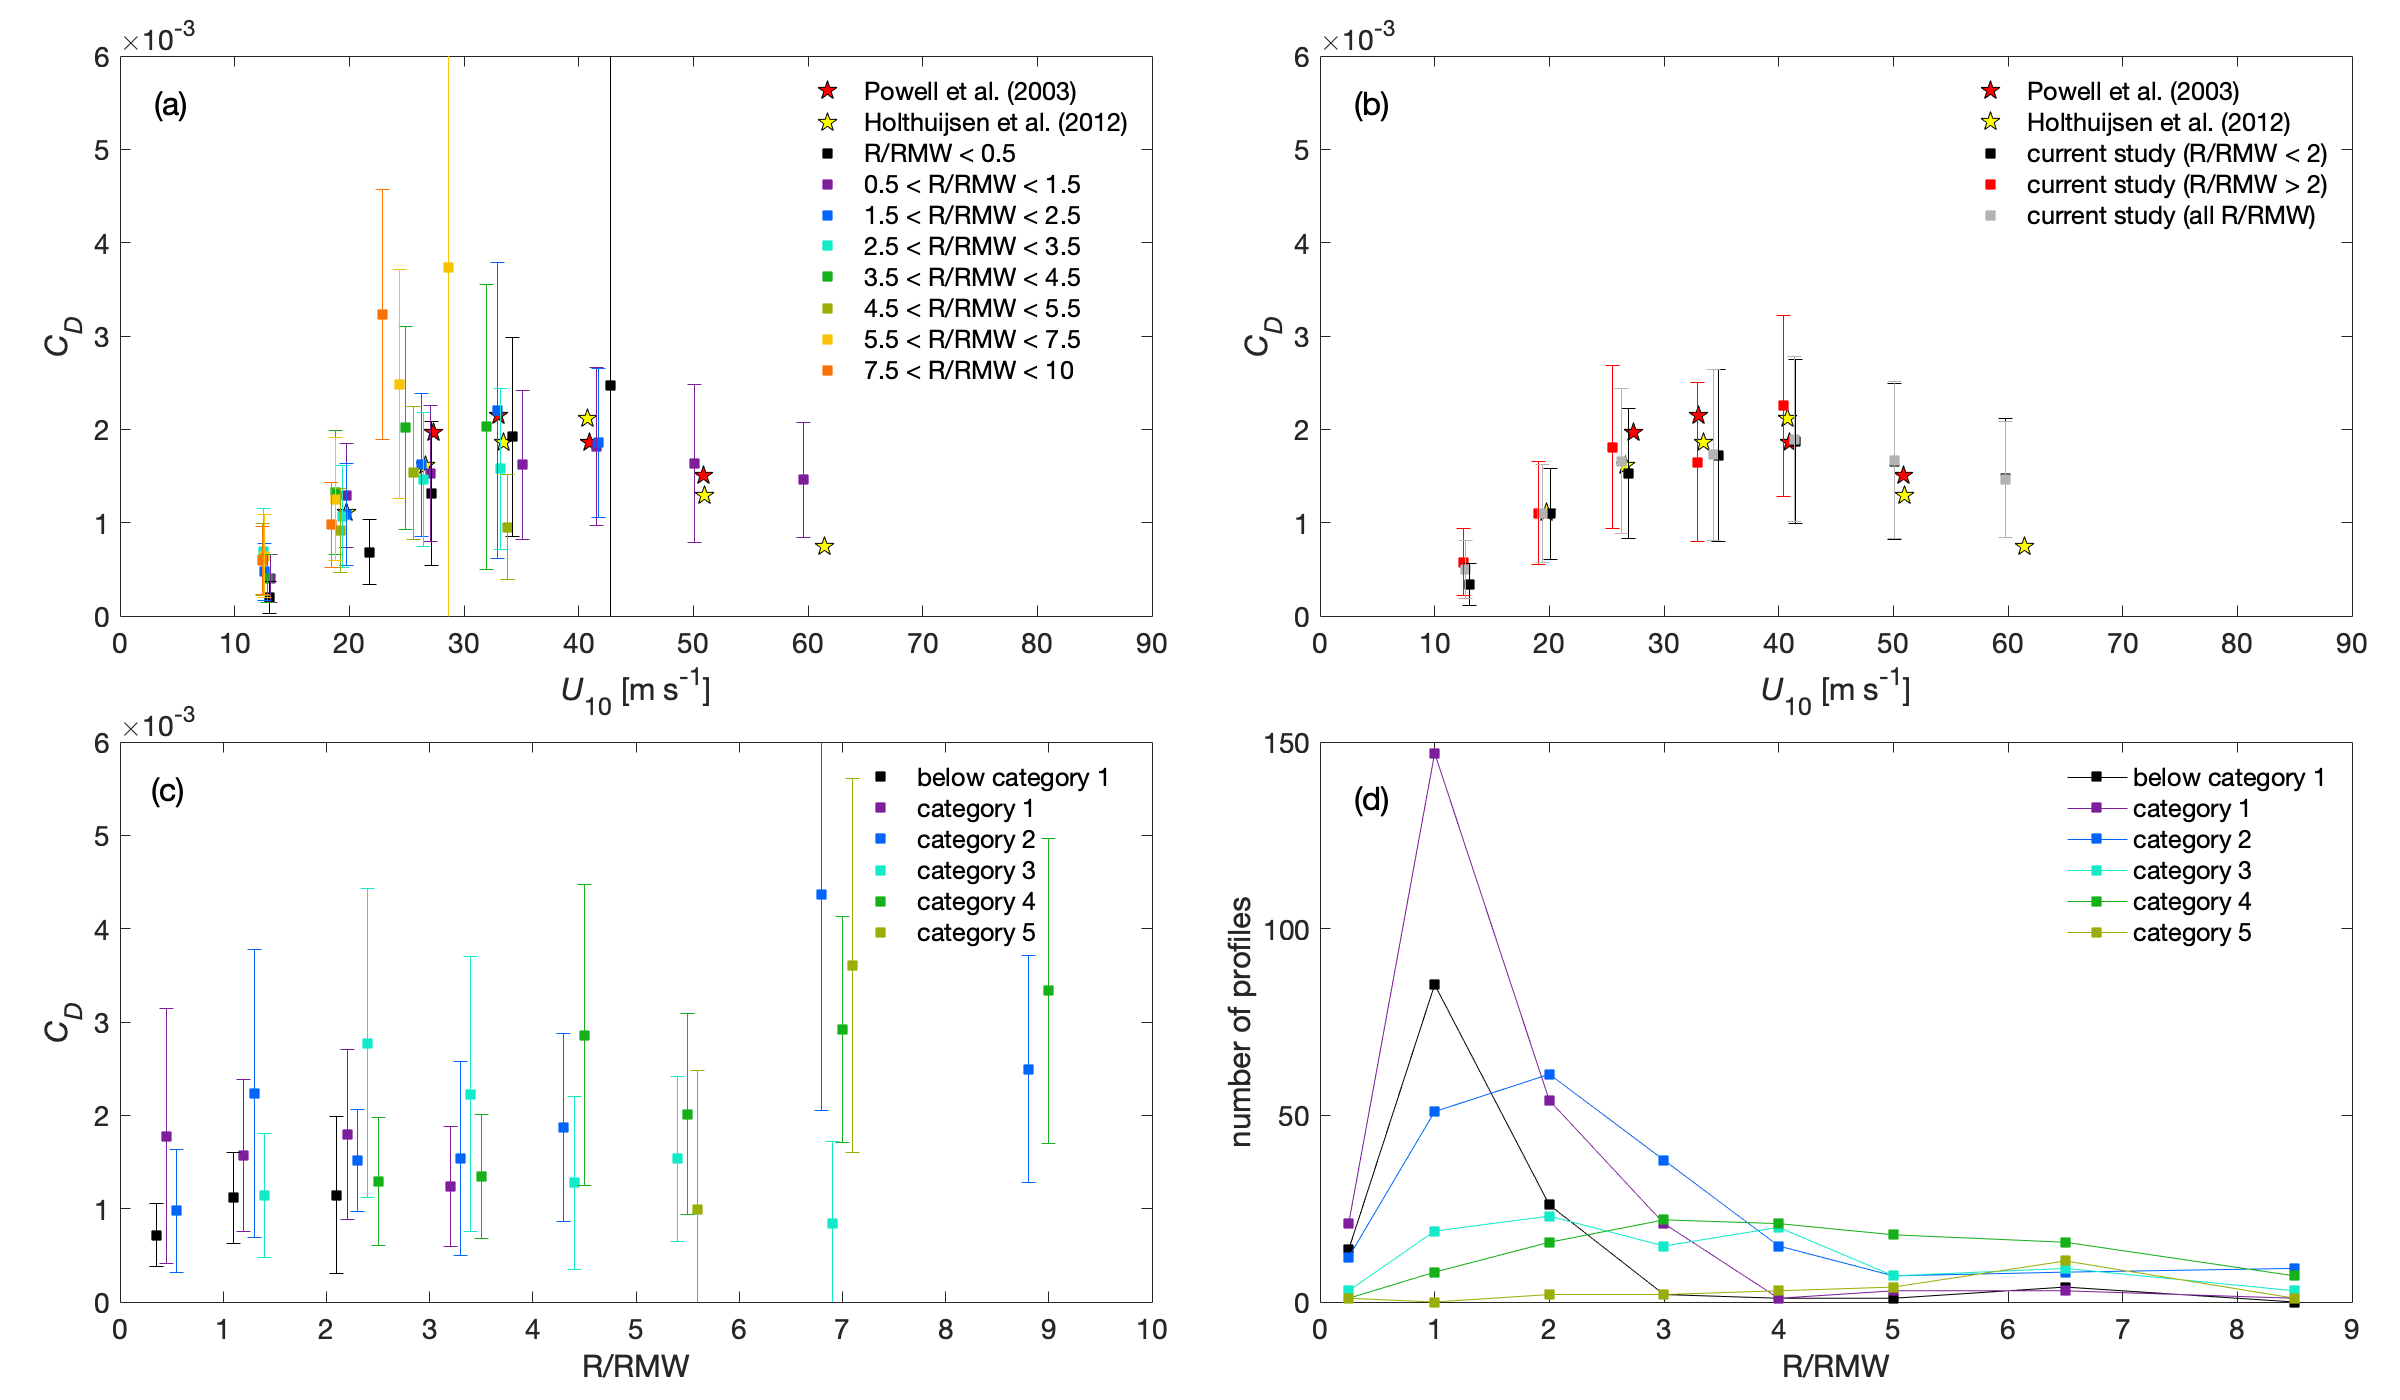 ×10-3
(a)
6
5
4
3
2
1
0
CD
Powell et al. (2003)
Holthuijsen et al. (2012)
R/RMW < 0.5
0.5 < R/RMW < 1.5
1.5 < R/RMW < 2.5
2.5 < R/RMW < 3.5
3.5 < R/RMW < 4.5
4.5 < R/RMW < 5.5
5.5 < R/RMW < 7.5
7.5 < R/RMW < 10
0 10 20 30 40 50 60 70 80 90
U10 [m s-1]
×10-3
(b)
6
5
4
3
2
1
0
CD
Powell et al. (2003)
Holthuijsen et al. (2012)
current study (R/RMW < 2)
current study (R/RMW > 2)
current study (all R/RMW)
0 10 20 30 40 50 60 70 80 90
U10 [m s-1]
×10-3
(c)
6
5
4
3
2
1
0
CD
below category 1
category 1
category 2
category 3
category 4
category 5
0 1 2 3 4 5 6 7 8 9 10
R/RMW
(d)
150
100
50
0
number of profiles
below category 1
category 1
category 2
category 3
category 4
category 5
0 1 2 3 4 5 6 7 8 9
R/RMW